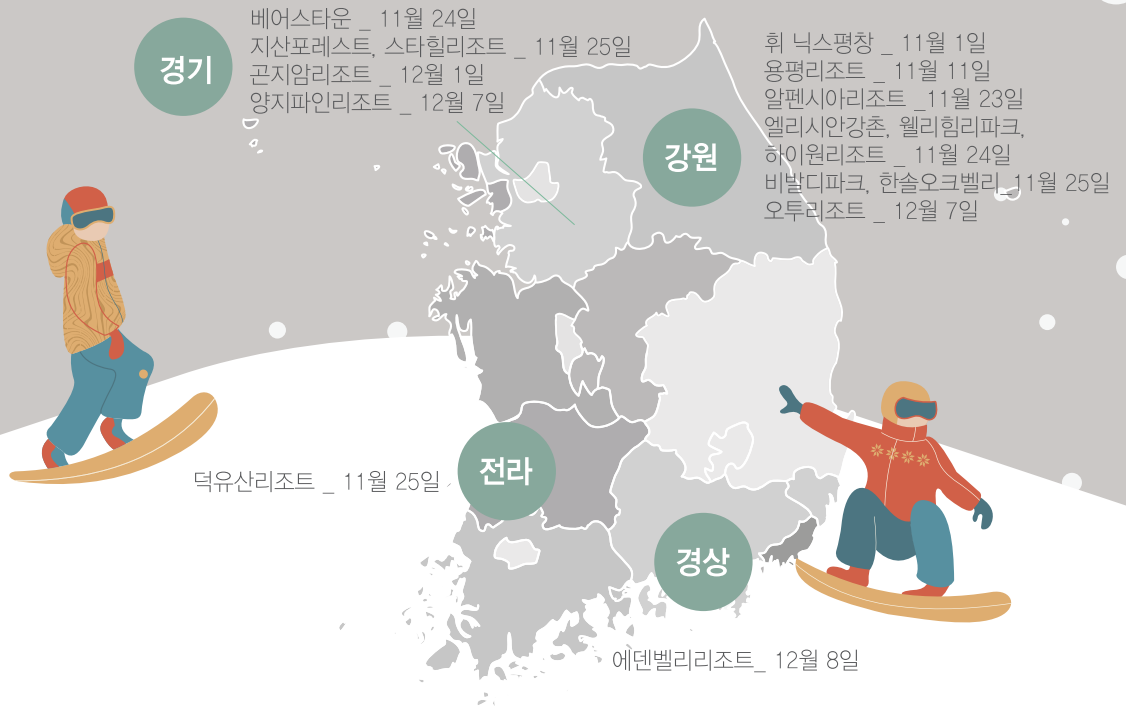 경기
베어스타운 _ 11월 24일
지산포레스트, 스타힐리조트 _ 11월 25일
곤지암리조트 _ 12월 1일
양지파인리조트 _ 12월 7일
강원
휘 닉스평창 _ 11월 1일
용평리조트 _ 11월 11일
알펜시아리조트 _11월 23일
엘리시안강촌, 웰리힘리파크,
하이원리조트 _ 11월 24일
비발디파크, 한솔오크벨리_11월 25일
오투리조트 _ 12월 7일
전라
덕유산리조트 _ 11월 25일
경상
에덴벨리리조트_ 12월 8일